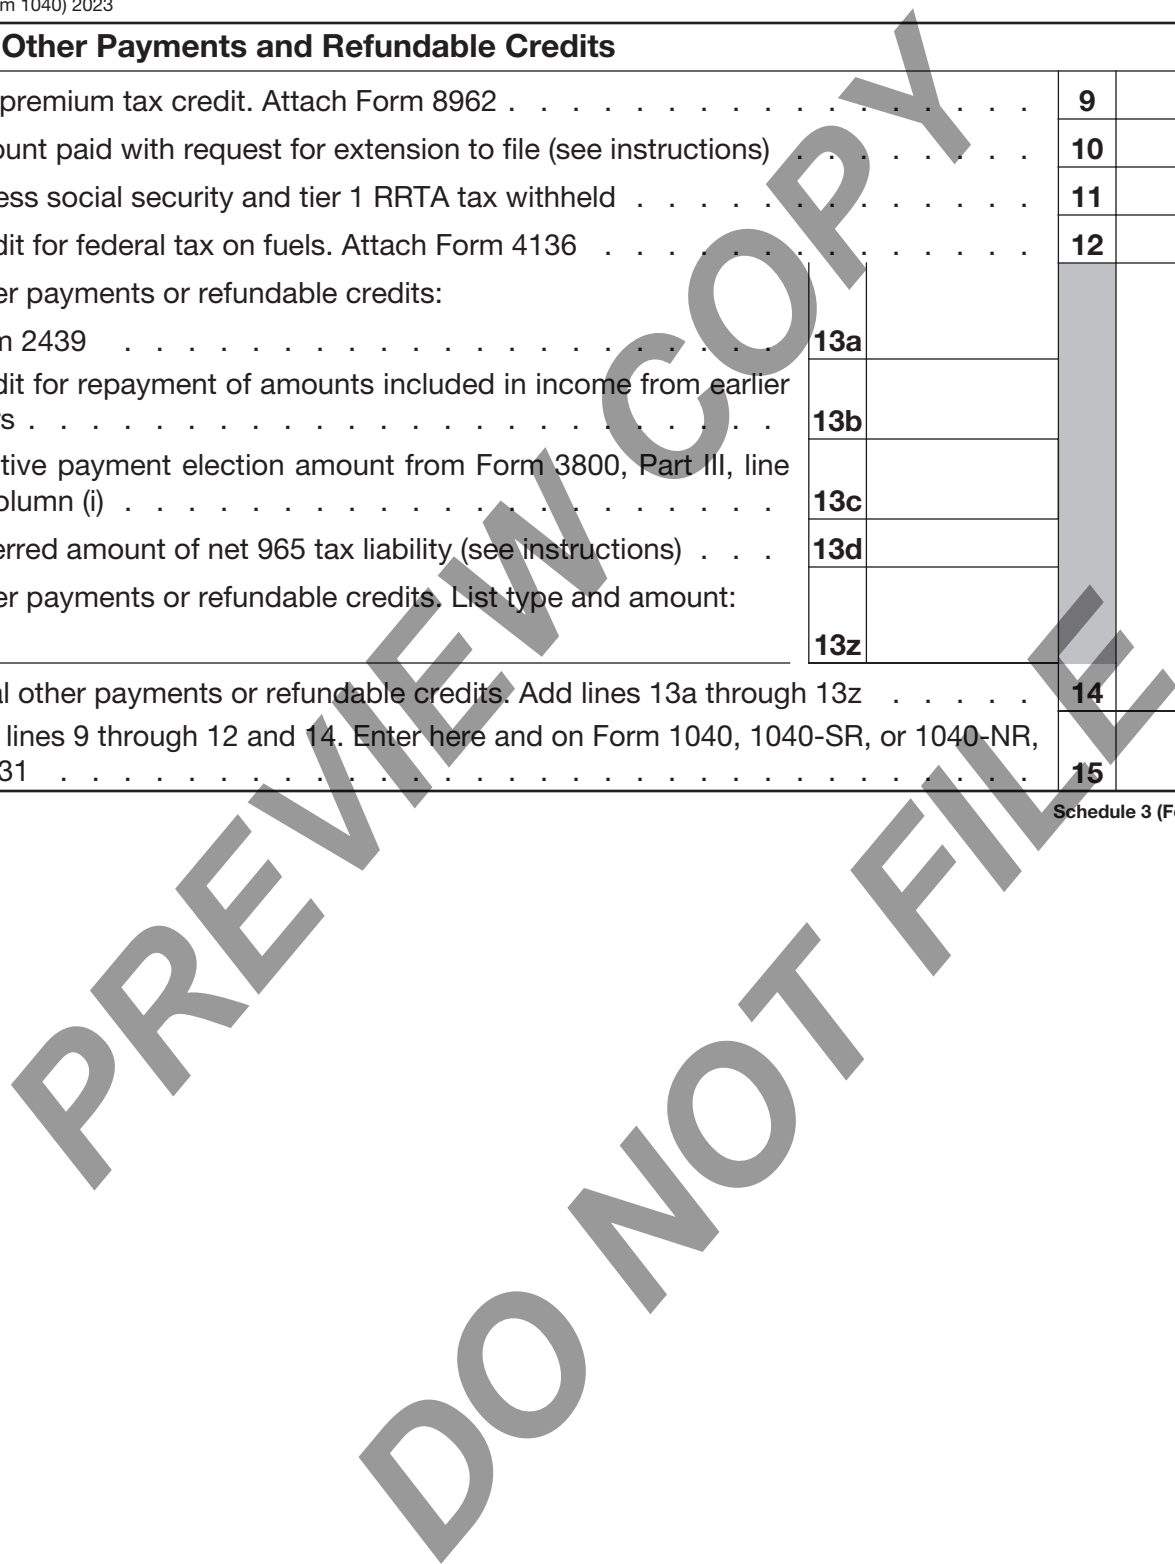 m 1040) 2023
Other Payments and Refundable Credits
premium tax credit. Attach Form 8962 . . . . . . . . . . . . . . . . . 9
ount paid with request for extension to file (see instructions) . . . . . . . . 10
ess social security and tier 1 RRTA tax withheld . . . . . . . . . . . . . 11
dit for federal tax on fuels. Attach Form 4136 . . . . . . . . . . . . . . 12
er payments or refundable credits:
m 2439 . . . . . . . . . . . . . . . . . . . . . 13a
dit for repayment of amounts included in income from earlier
rs . . . . . . . . . . . . . . . . . . . . . . . . 13b
tive payment election amount from Form 3800, Part III, line
olumn (i) . . . . . . . . . . . . . . . . . . . . . 13c
erred amount of net 965 tax liability (see instructions) . . . 13d
er payments or refundable credits. List type and amount:
13z
al other payments or refundable credits. Add lines 13a through 13z . . . . . 14
lines 9 through 12 and 14. Enter here and on Form 1040, 1040-SR, or 1040-NR,
31 . . . . . . . . . . . . . . . . . . . . . . . . . . . . . . . 15
Schedule 3 (Fo
PREVIEW COPY
DO NOT FILE